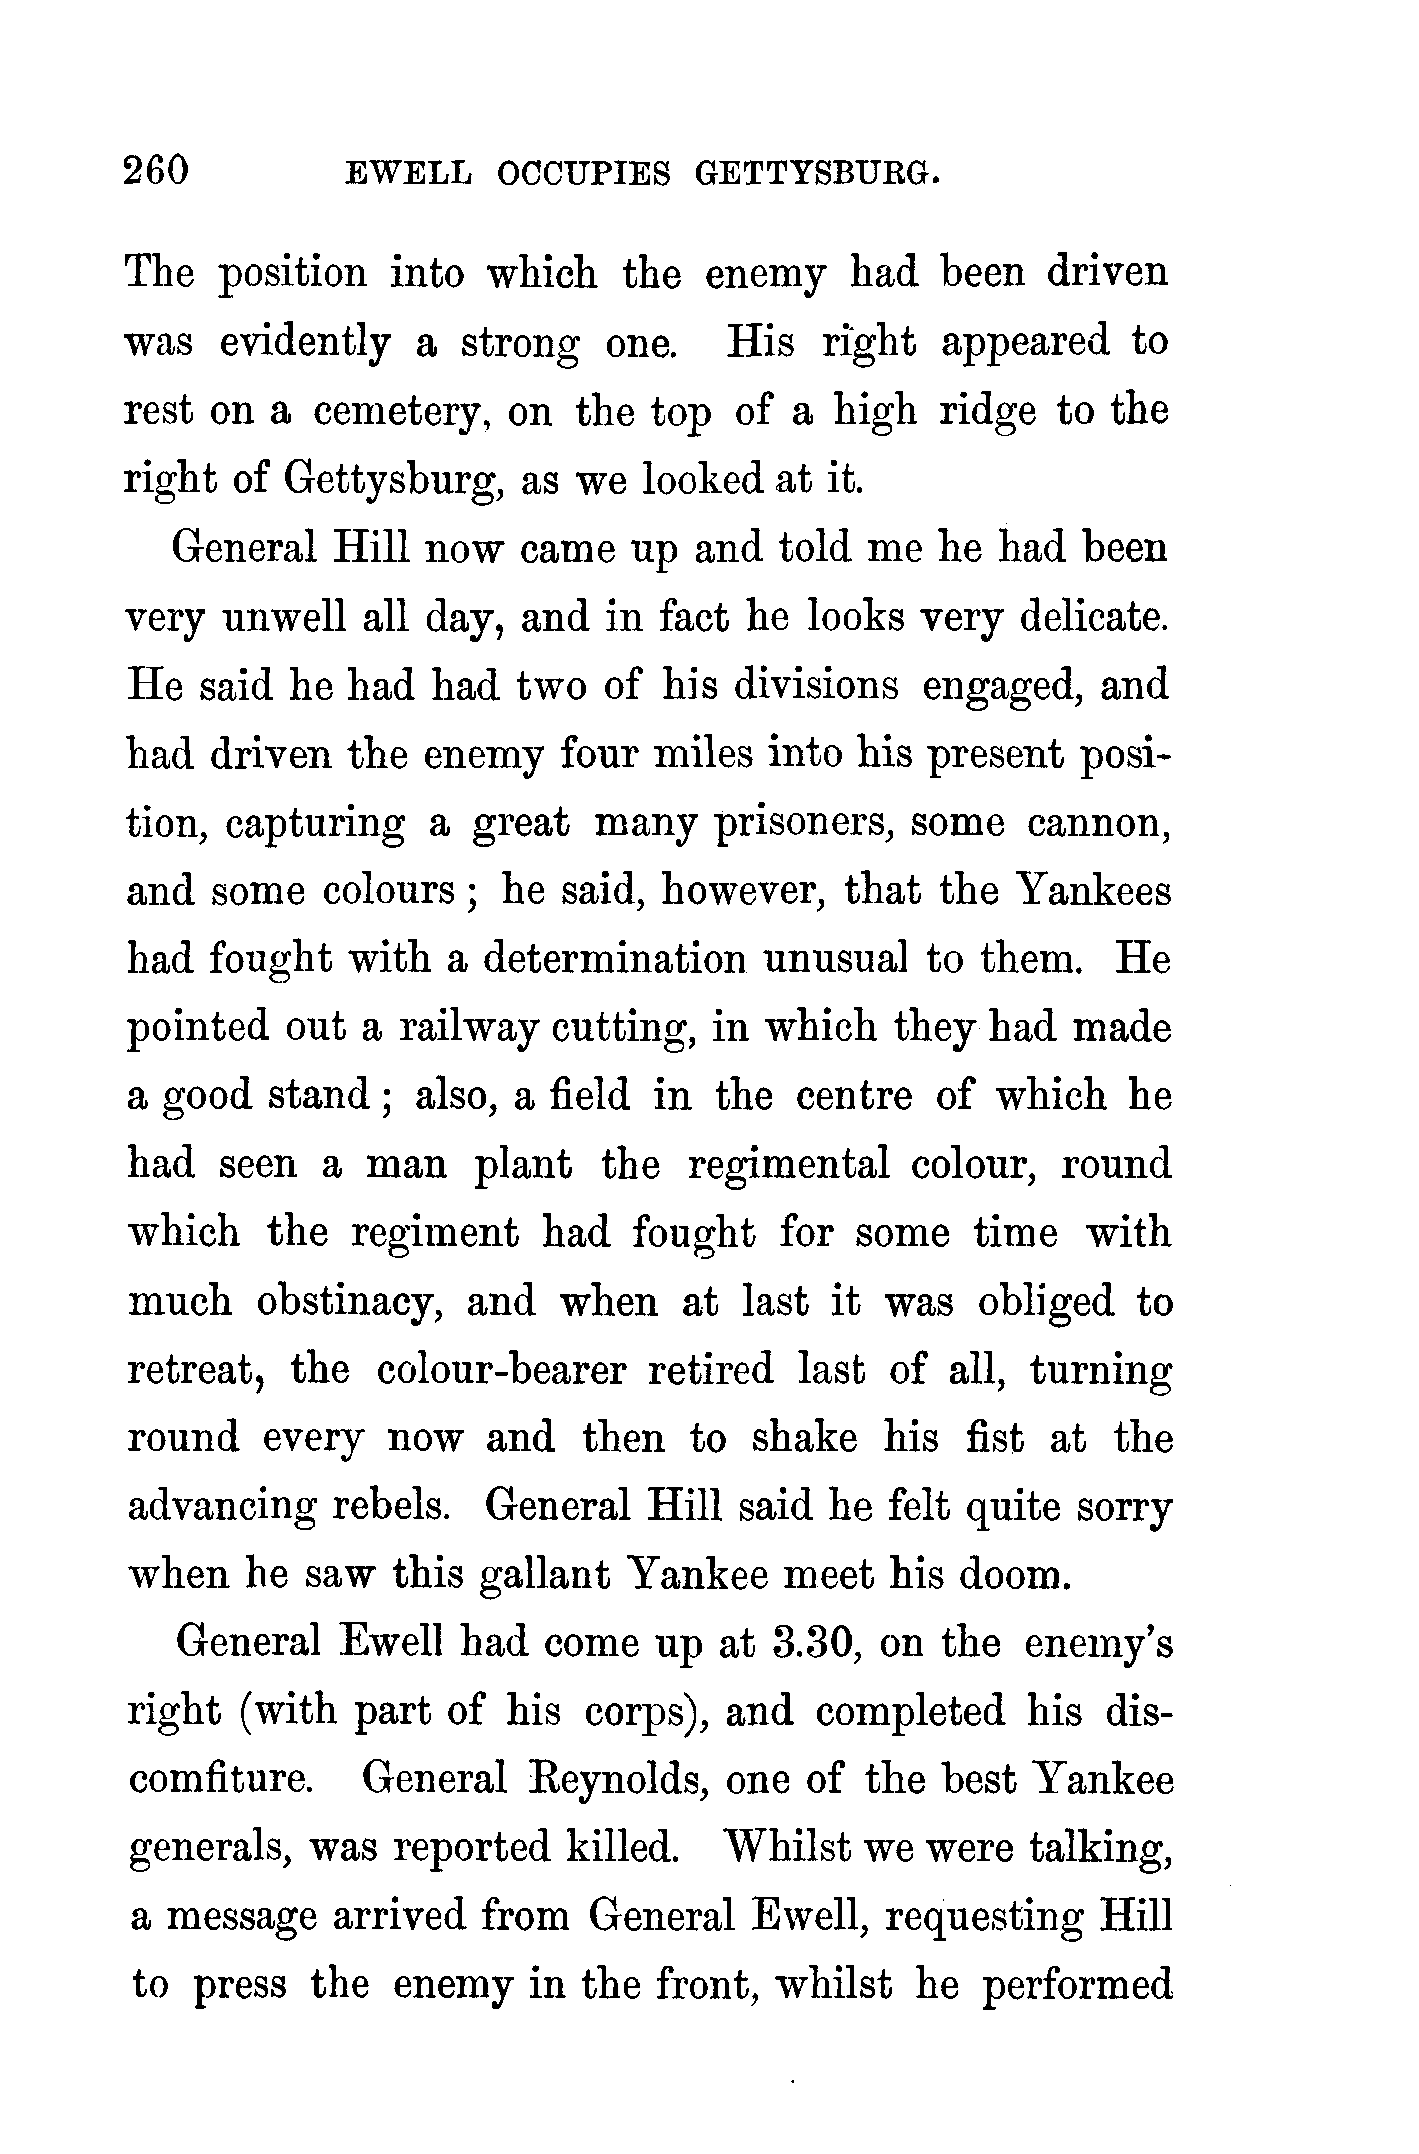 260 EWELL OCCUPIES GETTYSBURG.
The position into which the enemy had been driven
was evidently a strong one. His right appeared to
rest on a cemetery, on the top of a high ridge to the
right of Gettysburg, as we looked at it.
General Hill now came up and told me he had been
very unwell all day, and in fact he looks very delicate.
He said he had had two of his divisions engaged, and
had driven the enemy four miles into his present posi-
tion, capturing a great many prisoners, some cannon,
and some colours ; he said, however, that the Yankees
had fought with a determination unusual to them. He
pointed out a railway cutting, in which they had made
a good stand ; also, a field in the centre of which he
had seen a man plant the regimental colour, round
which the regiment had fought for some time with
much obstinacy, and when at last it was obliged to
retreat, the colour-bearer retired last of all, turning
round every now and then to shake his fist at the
advancing rebels. General Hill said he felt quite sorry
when he saw this gallant Yankee meet his doom.
General Ewell had come up at 3.30, on the enemy's
right (with part of his corps), and completed his dis-
comfiture. General Reynolds, one of the best Yankee
generals, was reported killed. Whilst we were talking,
a message arrived from General Ewell, requesting Hill
to press the enemy in the front, whilst he performed